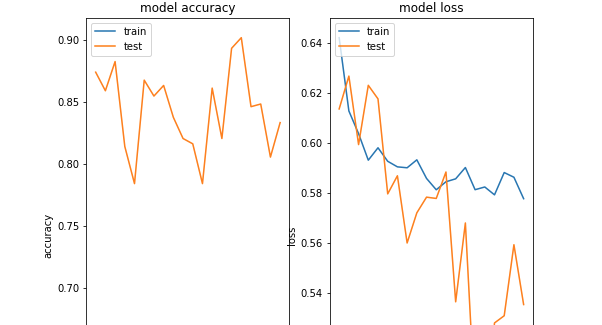 model accuracy
train
test
0.90
0.85
0.80
0.75
0.70
accuracy
model loss
train
test
0.64
0.62
0.60
0.58
0.56
0.54
loss